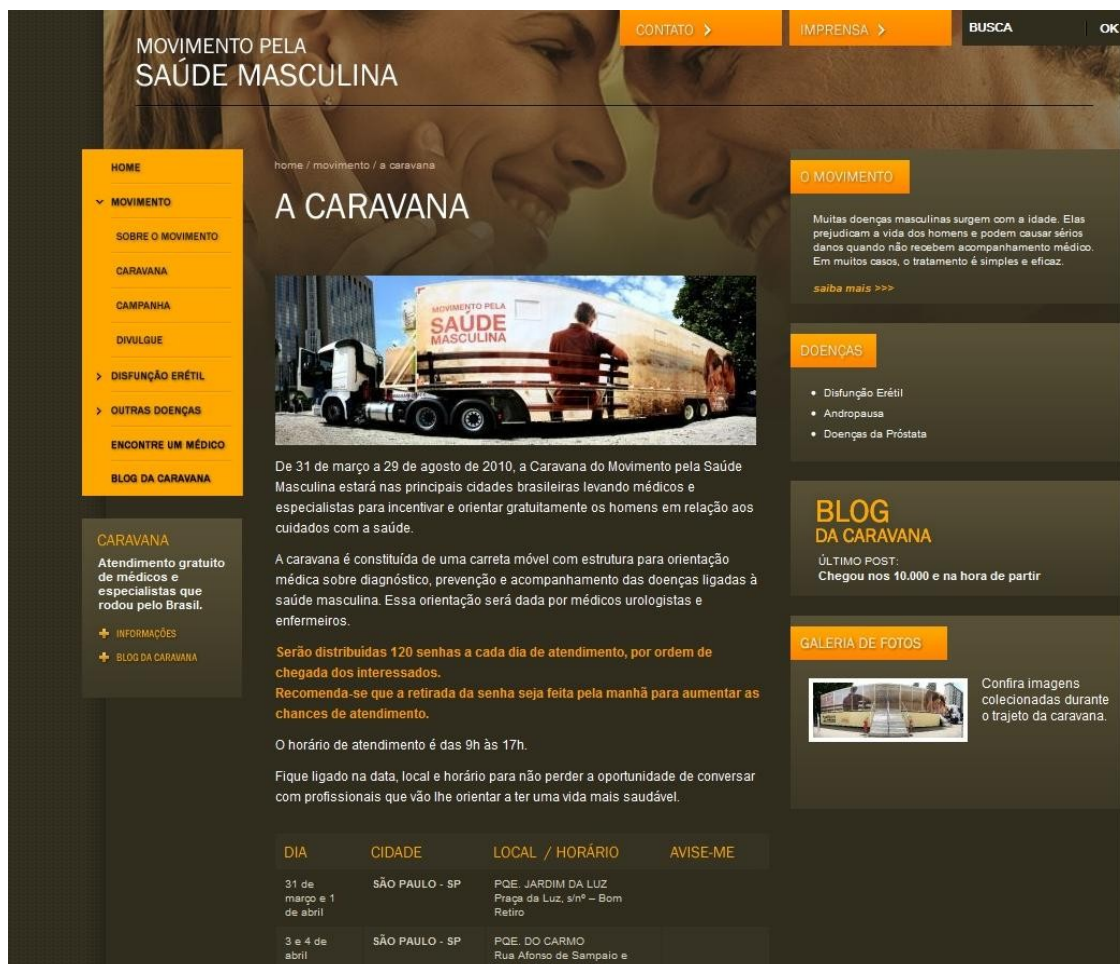 MOVIMENTO PELA
SAÚDE MASCULINA
CONTATO >
IMPRENSA >
BUSCA
OK
HOME
MOVIMENTO
SOBRE O MOVIMENTO
CARAVANA
CAMPANHA
DIVULGUE
DISFUNÇÃO ERÉTIL
OUTRAS DOENÇAS
ENCONTRE UM MÉDICO
BLOG DA CARAVANA
CARAVANA
Atendimento gratuito
de médicos e
especialistas que
rodou pelo Brasil.
INFORMAÇÕES
BLOG DA CARAVANA
home / movimento / a caravana
A CARAVANA
MOVIMENTO PELA
SAÚDE
MASCULINA
De 31 de março a 29 de agosto de 2010, a Caravana do Movimento pela Saúde
Masculina estará nas principais cidades brasileiras levando médicos e
especialistas para incentivar e orientar gratuitamente os homens em relação aos
cuidados com a saúde.
A caravana é constituída de uma carreta móvel com estrutura para orientação
médica sobre diagnóstico, prevenção e acompanhamento das doenças ligadas à
saúde masculina. Essa orientação será dada por médicos urologistas e
enfermeiros.
Serão distribuídas 120 senhas a cada dia de atendimento, por ordem de
chegada dos interessados.
Recomenda-se que a retirada da senha seja feita pela manhã para aumentar as
chances de atendimento.
O horário de atendimento é das 9h às 17h.
Fique ligado na data, local e horário para não perder a oportunidade de conversar
com profissionais que vão lhe orientar a ter uma vida mais saudável.
DIA CIDADE LOCAL / HORÁRIO AVISE-ME
31 de
março e 1
de abril
SÃO PAULO - SP
PQE. JARDIM DA LUZ
Praça da Luz, s/nº – Bom
Retiro
3 e 4 de
abril
SÃO PAULO - SP
PQE. DO CARMO
Rua Afonso de Sampaio e
O MOVIMENTO
Muitas doenças masculinas surgem com a idade. Elas
prejudicam a vida dos homens e podem causar sérios
danos quando não recebem acompanhamento médico.
Em muitos casos, o tratamento é simples e eficaz.
saiba mais >>>
DOENÇAS
Disfunção Erétil
Andropausa
Doenças da Próstata
BLOG
DA CARAVANA
ÚLTIMO POST:
Chegou nos 10.000 e na hora de partir
GALERIA DE FOTOS
Confira imagens
colecionadas durante
o trajeto da caravana.